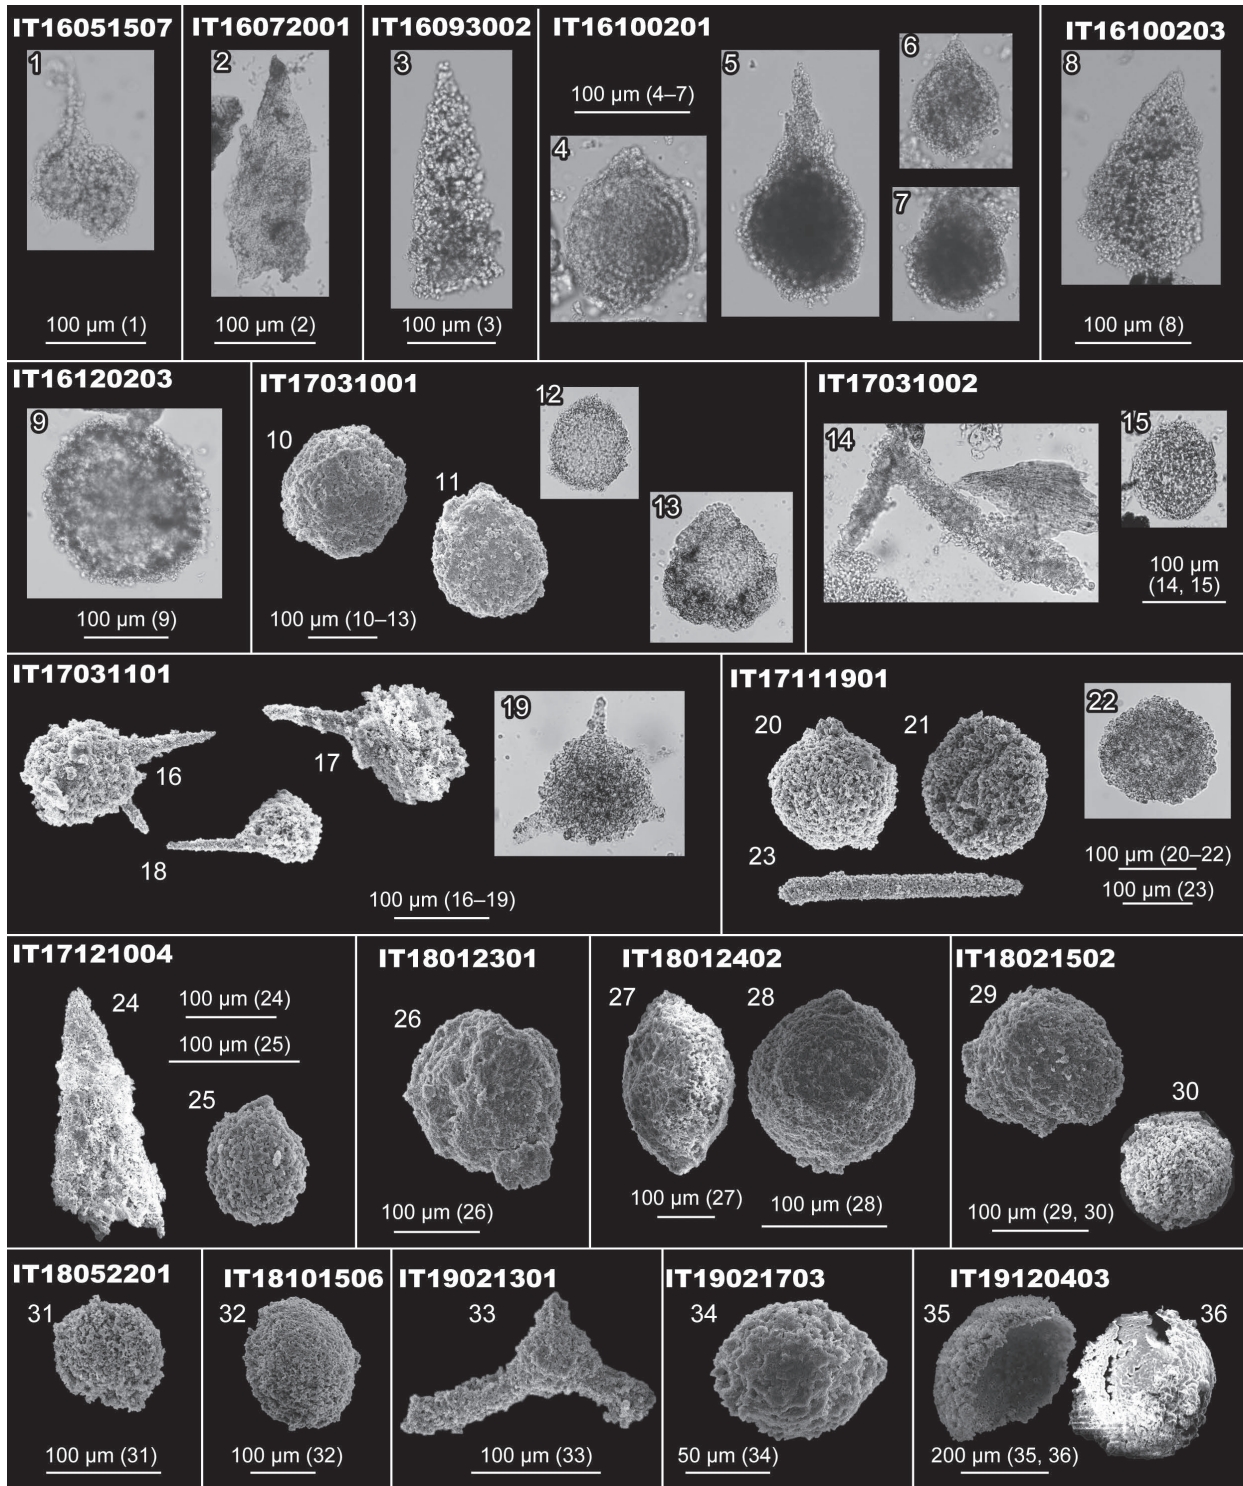 IT16051507
1
100 µm (1)
IT16072001
2
100 µm (2)
IT16093002
3
100 µm (3)
IT16100201
100 µm (4–7)
4
5
6
7
IT16100203
8
100 µm (8)
IT16120203
9
100 µm (9)
IT17031001
10
11
12
13
100 µm (10–13)
IT17031002
14
15
100 µm
(14, 15)
IT17031101
16
17
18
19
100 µm (16–19)
IT17111901
20
21
22
23
100 µm (20–22)
100 µm (23)
IT17121004
24
100 µm (24)
100 µm (25)
25
IT18012301
26
100 µm (26)
IT18012402
27
28
100 µm (27)
100 µm (28)
IT18021502
29
30
100 µm (29, 30)
IT18052201
31
100 µm (31)
IT18101506
32
100 µm (32)
IT19021301
33
100 µm (33)
IT19021703
34
50 µm (34)
IT19120403
35
36
200 µm (35, 36)